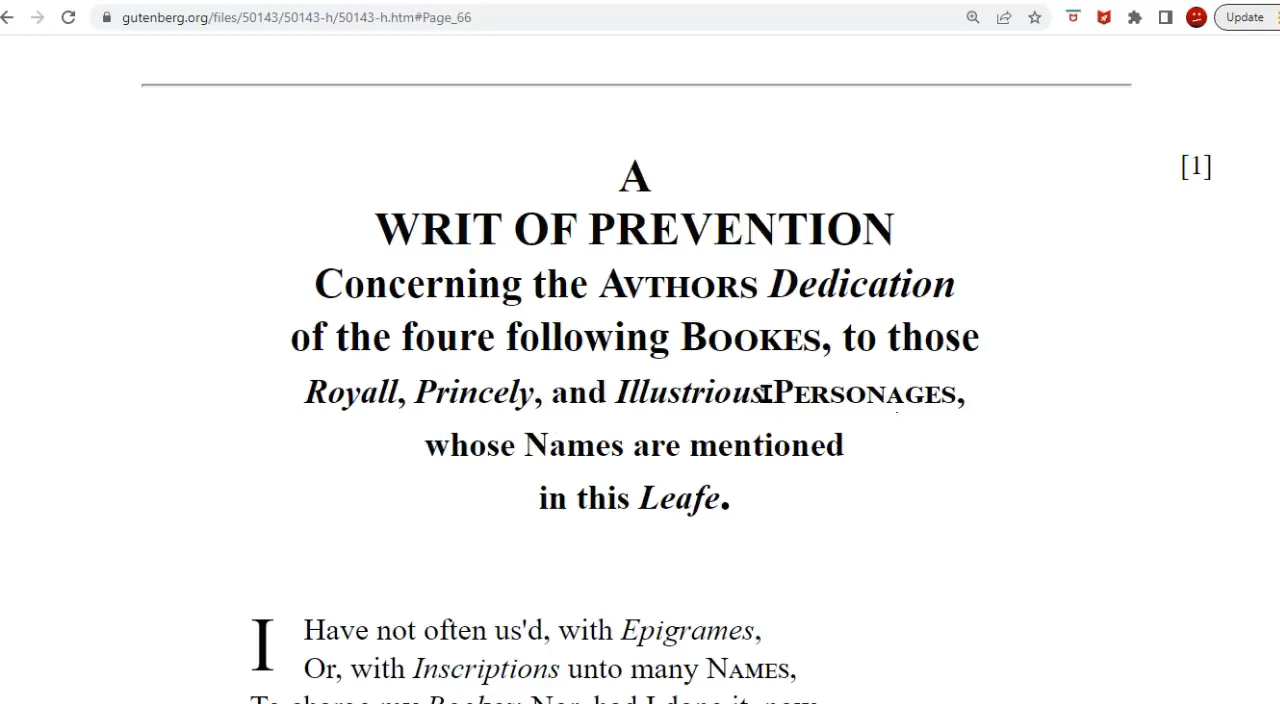 gutenberg.org/files/50143/50143-h/50143-h.htm#Page_66
Update
[1]
A
WRIT OF PREVENTION
Concerning the AVTHORS Dedication
of the foure following BOOKES, to those
Royall, Princely, and Illustrious PERSONAGES,
whose Names are mentioned
in this Leafe.
I Have not often us'd, with Epigrames,
Or, with Inscriptions unto many NAMES,